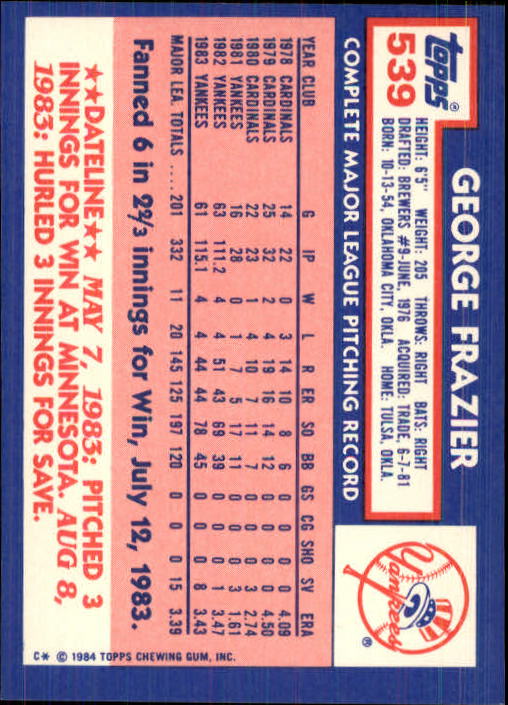 topps®
539
GEORGE FRAZIER
HEIGHT: 6'5" WEIGHT: 205 THROWS: RIGHT BATS: RIGHT
DRAFTED: BREWERS #9-JUNE, 1976 ACQUIRED: TRADE, 6-7-81
BORN: 10-13-54, OKLAHOMA CITY, OKLA. HOME: TULSA, OKLA.
Yankees
®
COMPLETE MAJOR LEAGUE PITCHING RECORD
YEAR CLUB G IP W L R ER SO BB GS CG SHO SV ERA
1978 CARDINALS 14 22 0 3 14 10 8 6 0 0 0 0 4.09
1979 CARDINALS 25 32 2 4 19 16 14 12 0 0 0 0 4.50
1980 CARDINALS 22 23 1 4 10 7 11 7 0 0 0 3 2.74
1981 YANKEES 16 28 0 1 7 5 17 11 0 0 0 3 1.61
1982 YANKEES 63 111.2 4 4 51 43 69 39 0 0 0 1 3.47
1983 YANKEES 61 115.1 4 4 44 44 78 45 0 0 0 8 3.43
MAJOR LEA. TOTALS .... 201 332 11 20 145 125 197 120 0 0 0 15 3.39
Fanned 6 in 2⅔ innings for Win, July 12, 1983.
★★DATELINE★★ MAY 7, 1983: PITCHED 3
INNINGS FOR WIN AT MINNESOTA. AUG 8,
1983: HURLED 3 INNINGS FOR SAVE.
C* © 1984 TOPPS CHEWING GUM, INC.